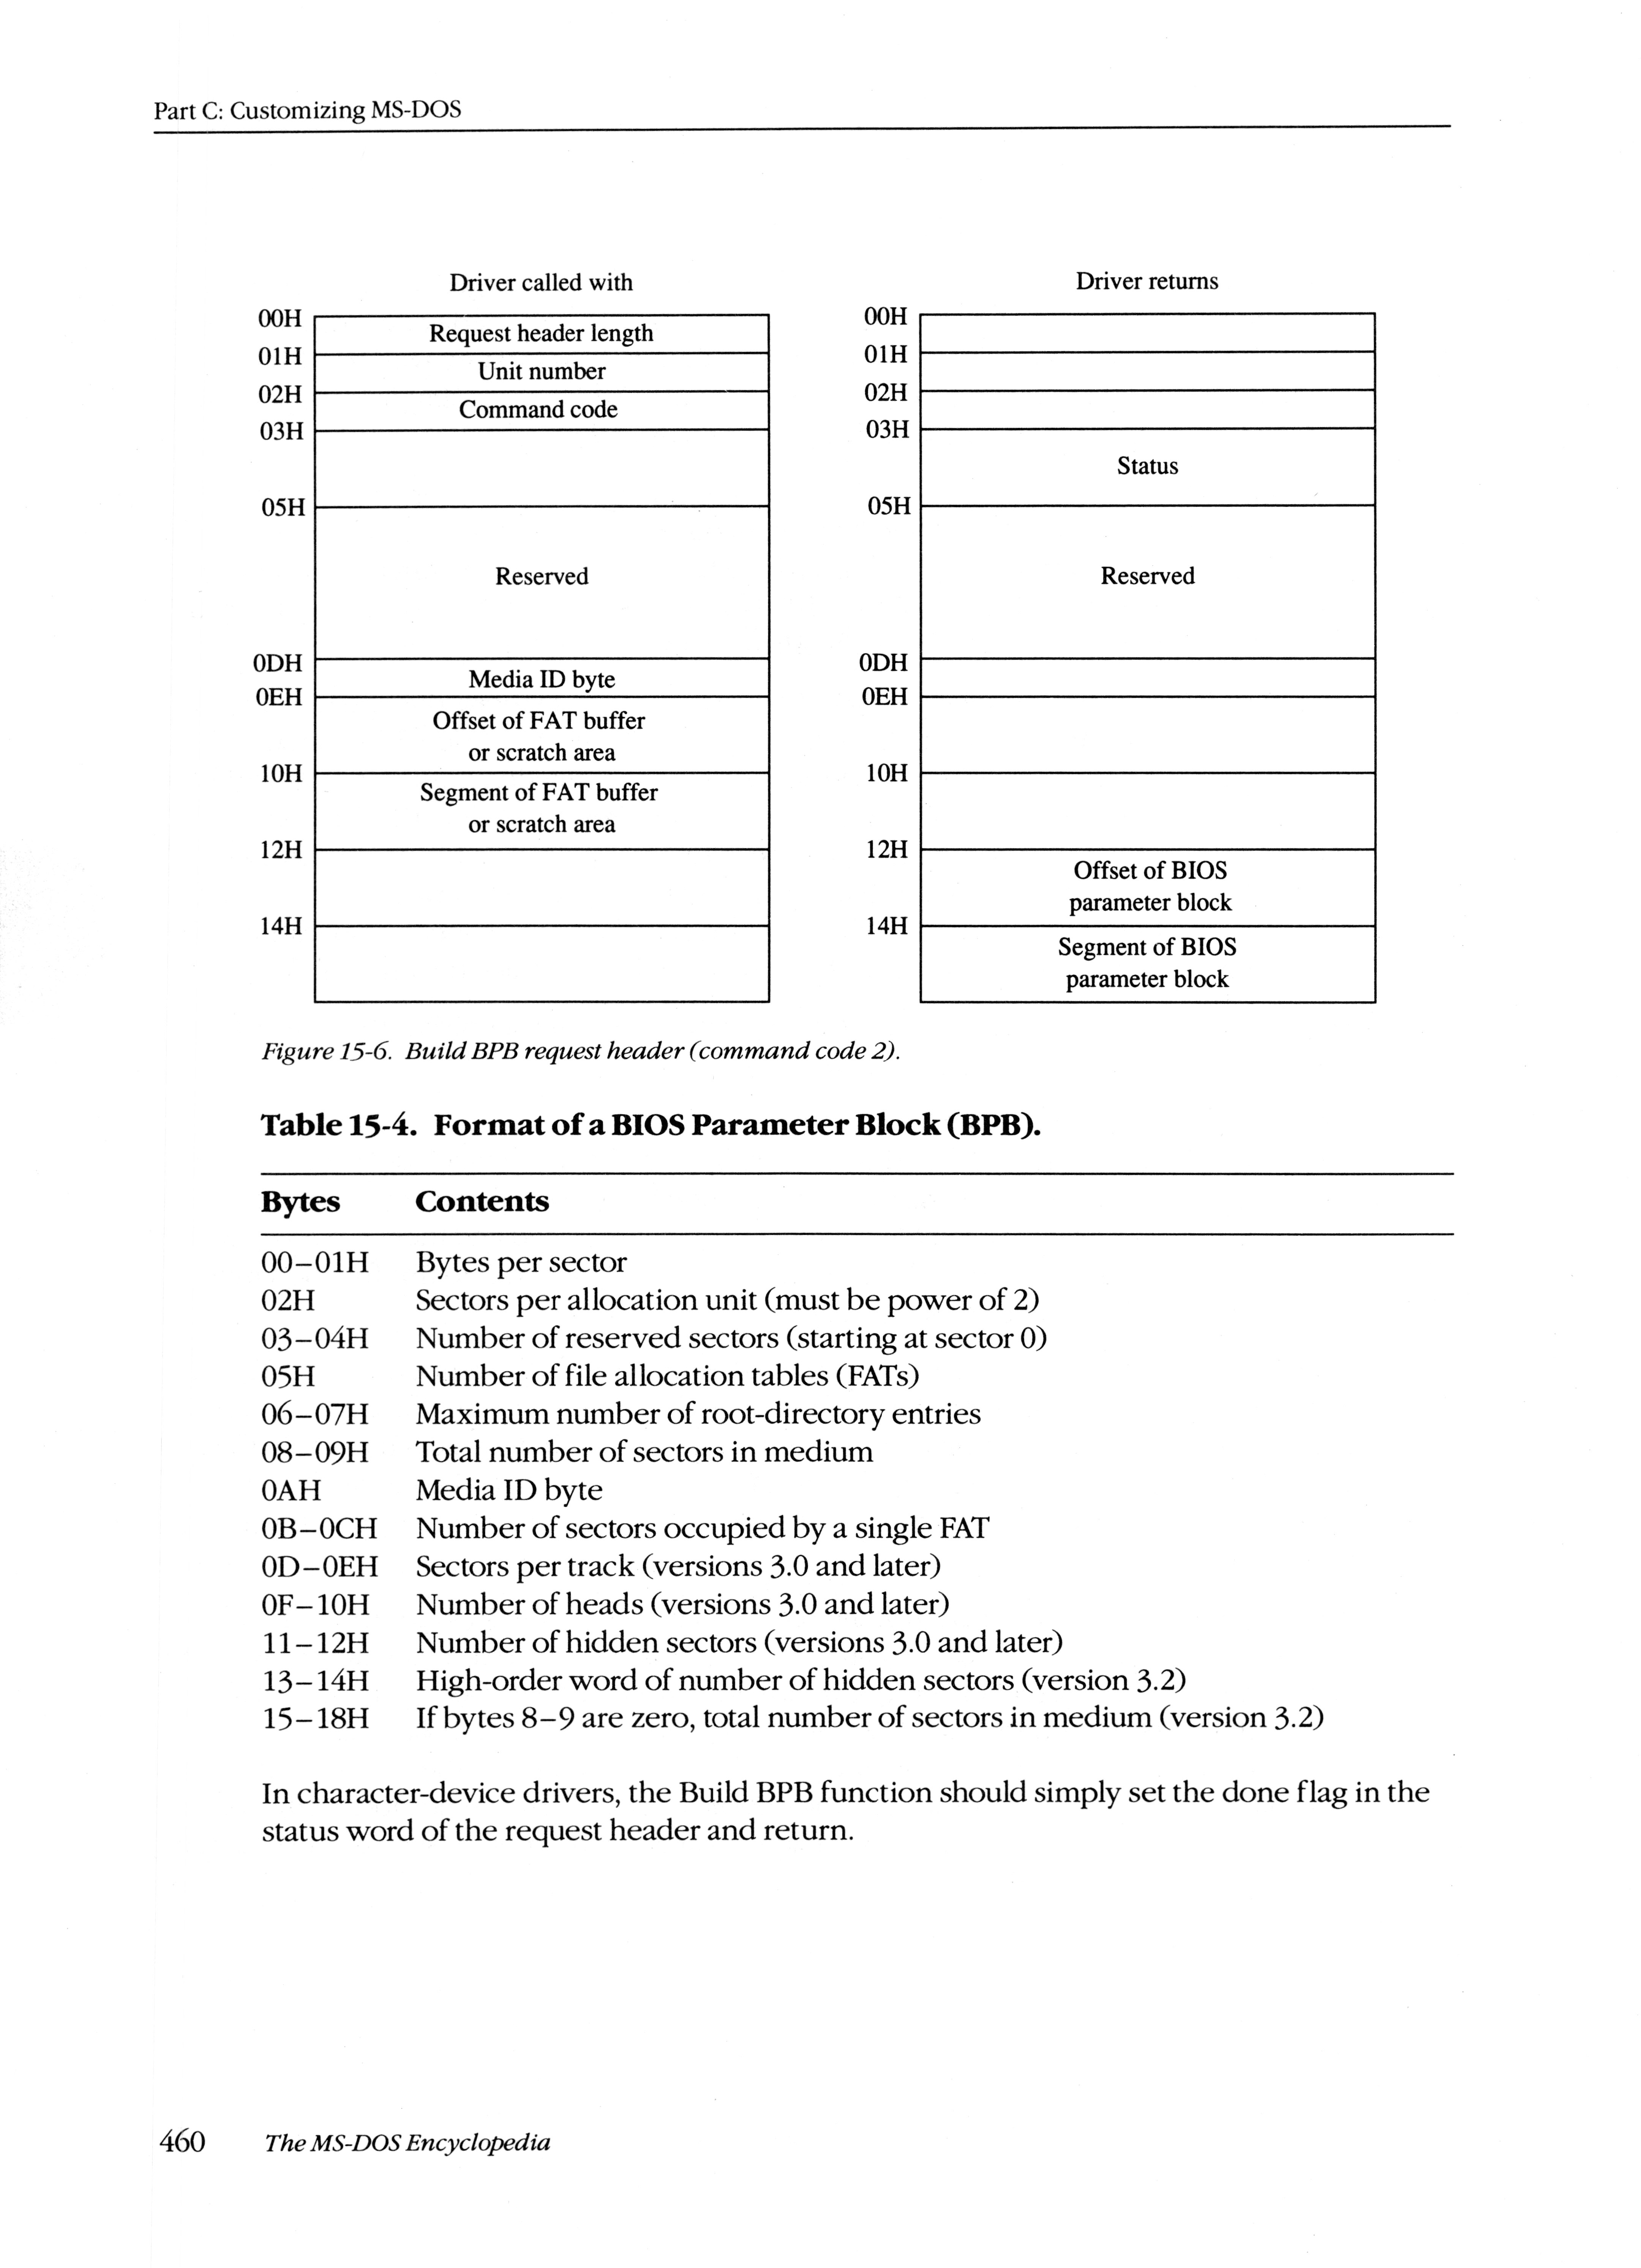 Part C: Customizing MS-DOS
Driver called with
00H
Request header length
01H
Unit number
02H
Command code
03H
05H
Reserved
0DH
Media ID byte
0EH
Offset of FAT buffer
or scratch area
10H
Segment of FAT buffer
or scratch area
12H
14H
Driver returns
00H
01H
02H
03H
Status
05H
Reserved
0DH
0EH
10H
12H
Offset of BIOS
parameter block
14H
Segment of BIOS
parameter block
Figure 15-6. Build BPB request header (command code 2).
Table 15-4. Format of a BIOS Parameter Block (BPB).
Bytes Contents
00–01H Bytes per sector
02H Sectors per allocation unit (must be power of 2)
03–04H Number of reserved sectors (starting at sector 0)
05H Number of file allocation tables (FATs)
06–07H Maximum number of root-directory entries
08–09H Total number of sectors in medium
0AH Media ID byte
0B–0CH Number of sectors occupied by a single FAT
0D–0EH Sectors per track (versions 3.0 and later)
0F–10H Number of heads (versions 3.0 and later)
11–12H Number of hidden sectors (versions 3.0 and later)
13–14H High-order word of number of hidden sectors (version 3.2)
15–18H If bytes 8–9 are zero, total number of sectors in medium (version 3.2)
In character-device drivers, the Build BPB function should simply set the done flag in the
status word of the request header and return.
460 The MS-DOS Encyclopedia